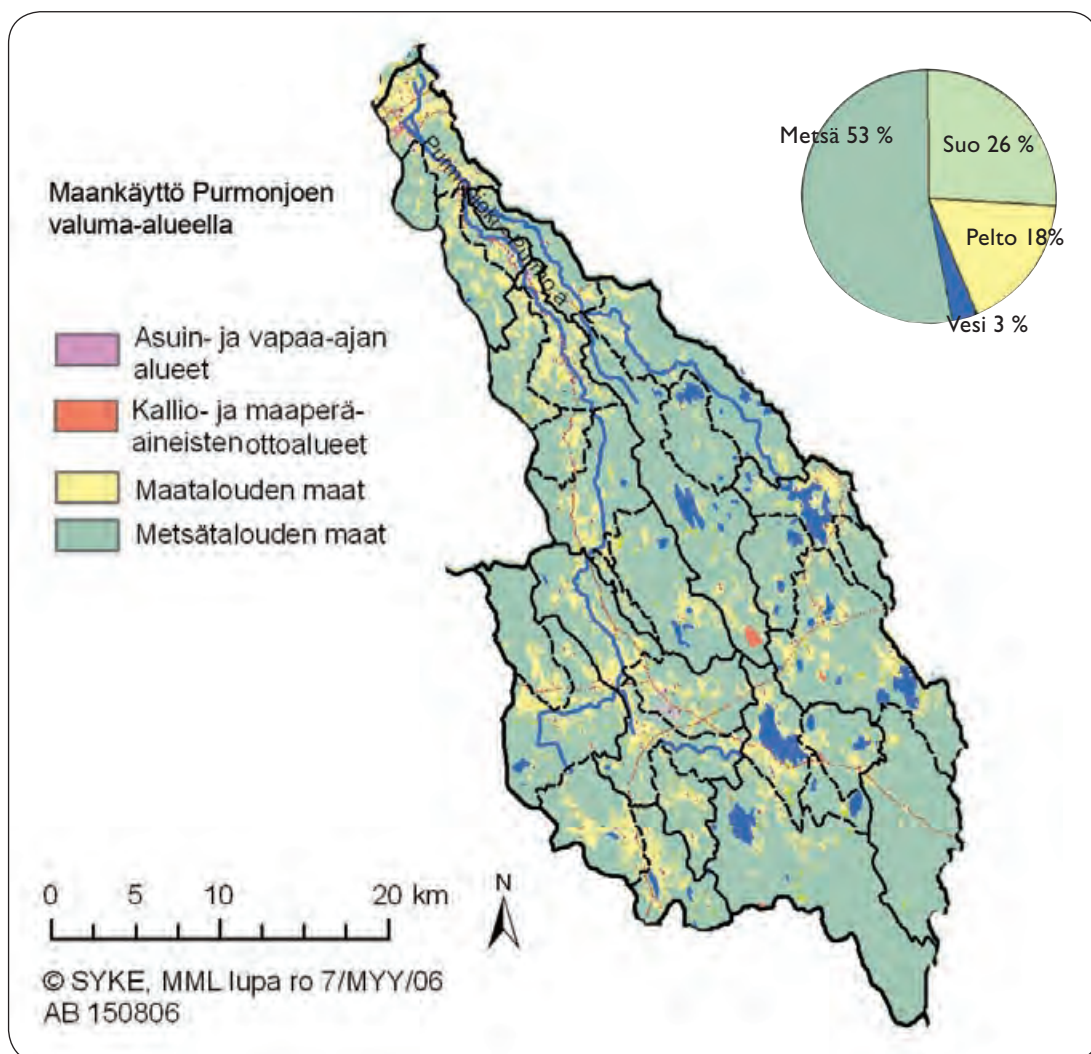 Metsä 53 %
Suo 26 %
Pelto 18%
Vesi 3 %
Maankäyttö Purmonjoen
valuma-alueella
Asuin- ja vapaa-ajan
alueet
Kallio- ja maaperä-
aineisten ottoalueet
Maatalouden maat
Metsätalouden maat
0 5 10 20 km
N
© SYKE, MML lupa ro 7/MYY/06
AB 150806